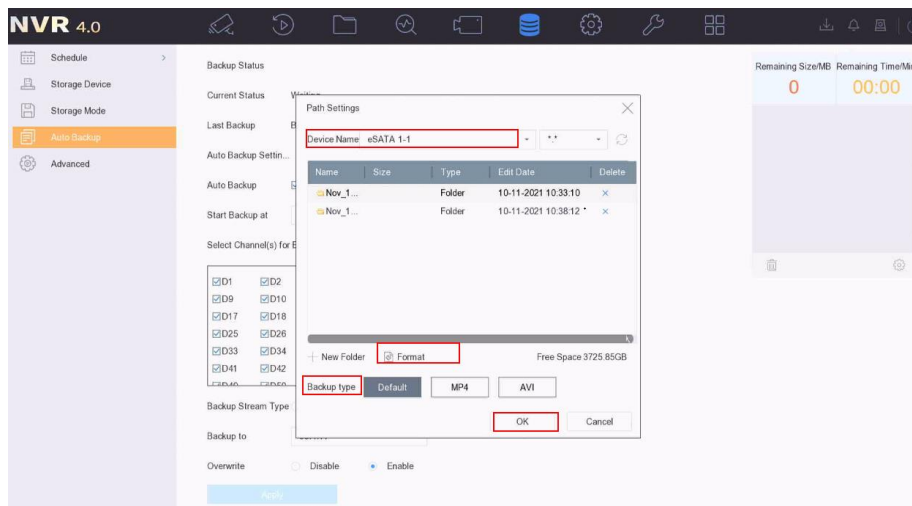 NVR 4.0
Schedule >
Storage Device
Storage Mode
Auto Backup
Advanced
Backup Status
Current Status
Last Backup
Auto Backup Settin...
Auto Backup
Start Backup at
Select Channel(s) for
D1 D2
D9 D10
D17 D18
D25 D26
D33 D34
D41 D42
Backup Stream Type
Backup to
Overwrite Disable Enable
Apply
Path Settings
Device Name eSATA 1-1 *.*
Name Size Type Edit Date Delete
Nov_1... Folder 10-11-2021 10:33:10 ×
Nov_1... Folder 10-11-2021 10:38:12 ×
New Folder Format Free Space 3725.85GB
Backup type Default MP4 AVI
OK Cancel
Remaining Size/MB Remaining Time/Mi
0 00:00